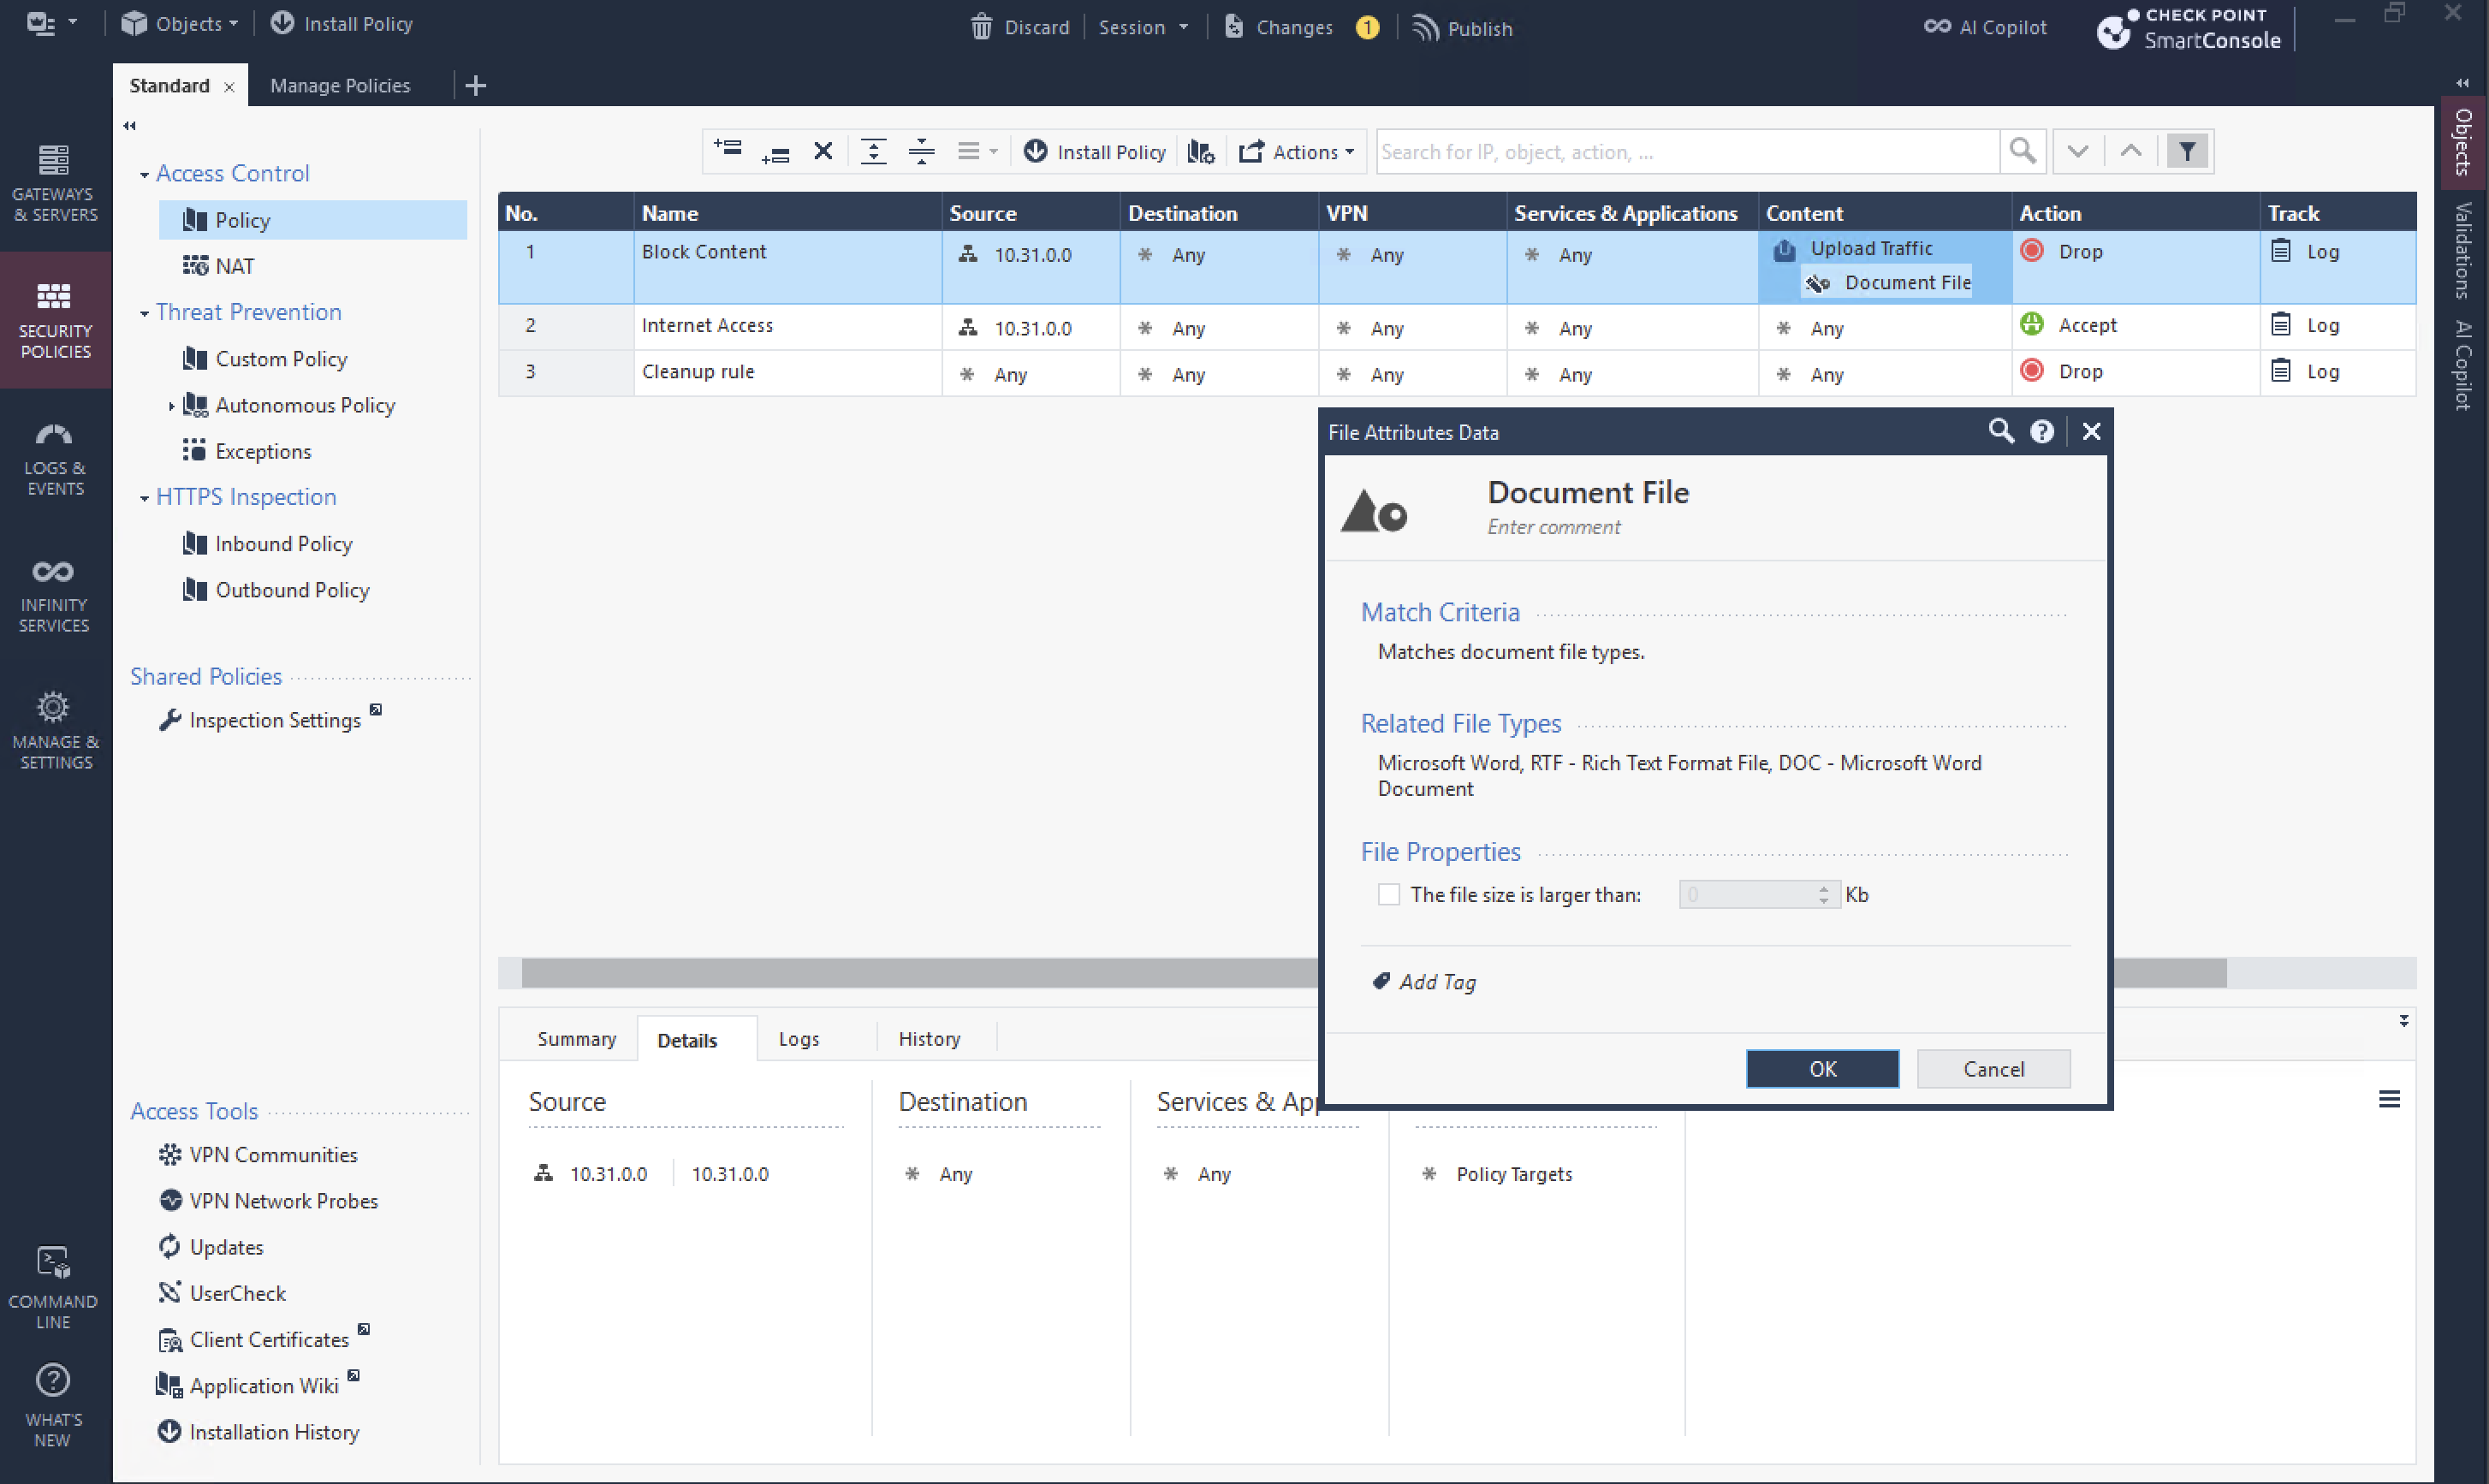 Objects
Install Policy
Discard
Session
Changes
1
Publish
AI Copilot
CHECK POINT
SmartConsole
Standard
Manage Policies
GATEWAYS
& SERVERS
SECURITY
POLICIES
LOGS &
EVENTS
INFINITY
SERVICES
MANAGE &
SETTINGS
COMMAND
LINE
WHAT'S
NEW
Access Control
Policy
NAT
Threat Prevention
Custom Policy
Autonomous Policy
Exceptions
HTTPS Inspection
Inbound Policy
Outbound Policy
Shared Policies
Inspection Settings
Access Tools
VPN Communities
VPN Network Probes
Updates
UserCheck
Client Certificates
Application Wiki
Installation History
Install Policy
Actions
Search for IP, object, action, ...
No. Name Source Destination VPN Services & Applications Content Action Track
1 Block Content 10.31.0.0 Any Any Any Upload Traffic Drop Log
Document File
2 Internet Access 10.31.0.0 Any Any Any Any Accept Log
3 Cleanup rule Any Any Any Any Any Drop Log
File Attributes Data
Document File
Enter comment
Match Criteria
Matches document file types.
Related File Types
Microsoft Word, RTF - Rich Text Format File, DOC - Microsoft Word
Document
File Properties
The file size is larger than: 0 Kb
Add Tag
OK
Cancel
Summary
Details
Logs
History
Source Destination Services & App
10.31.0.0 10.31.0.0 Any Any Policy Targets
Objects
Validations
AI Copilot